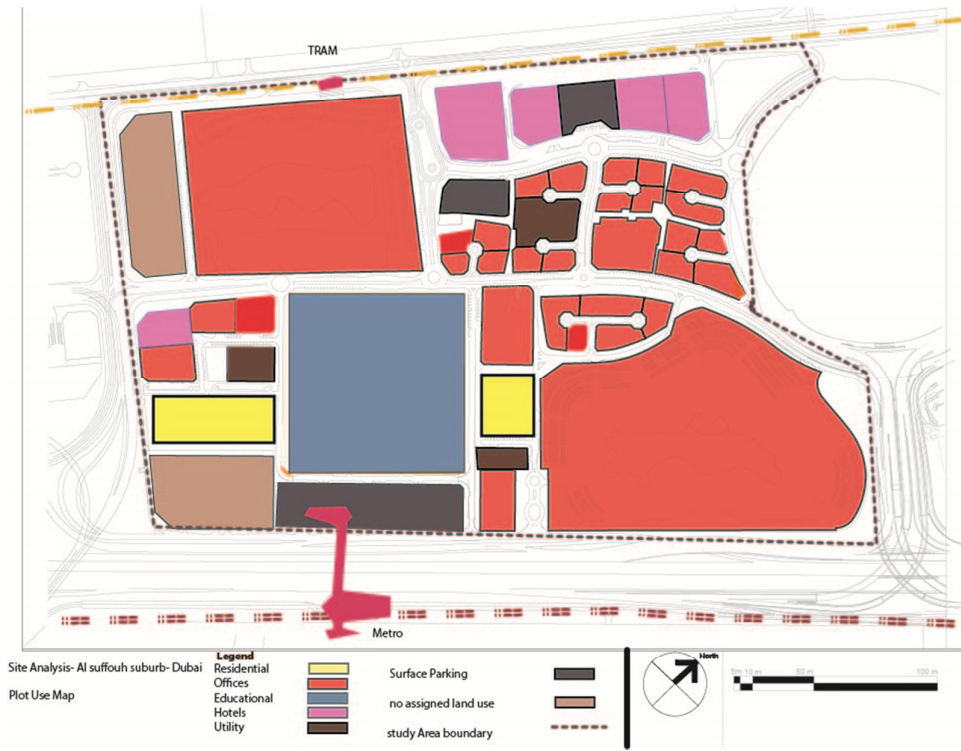 TRAM
Metro
Site Analysis- Al suffouh suburb- Dubai
Plot Use Map
Legend
Residential
Offices
Educational
Hotels
Utility
Surface Parking
no assigned land use
study Area boundary
North
5m 10 m 50 m 100 m